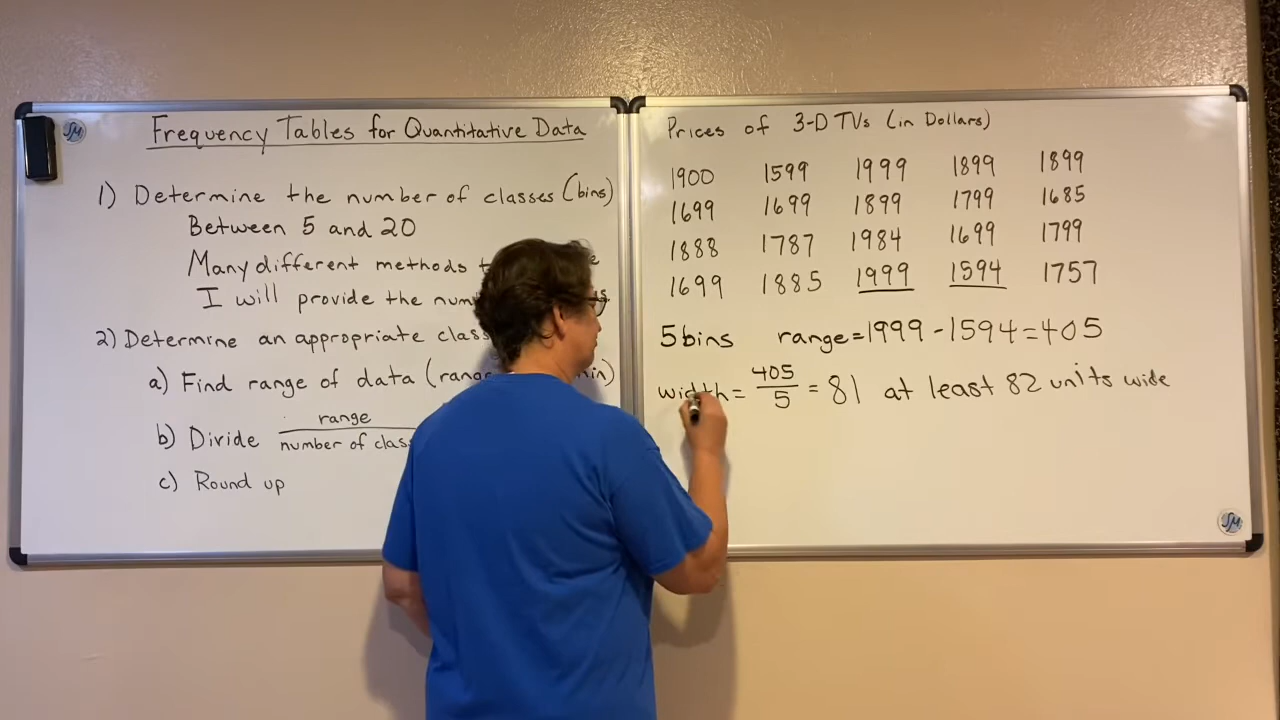 Frequency Tables for Quantitative Data
1) Determine the number of classes (bins)
Between 5 and 20
Many different methods
I will provide the
2) Determine an appropriate
a) Find range of data
b) Divide range
number of
c) Round up
SM
Prices of 3-D TVs (in Dollars)
1900 1599 1999 1899 1899
1699 1699 1899 1799 1685
1888 1787 1984 1699 1799
1699 1885 1999 1594 1757
5 bins range=1999-1594=405
width= 405/5 = 81 at least 82 units wide
SM